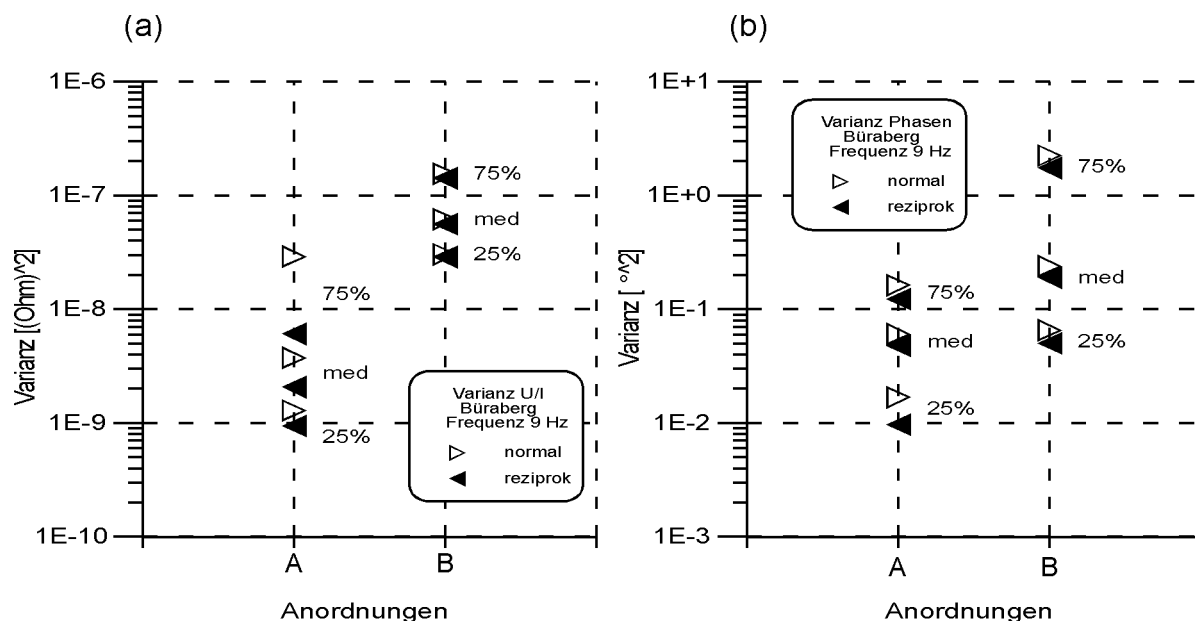 (a)
1E-6
1E-7
1E-8
1E-9
1E-10
Varianz [(Ohm)^2]
75%
med
25%
75%
med
25%
Varianz U/I
Büraberg
Frequenz 9 Hz
normal
reziprok
A
B
Anordnungen
(b)
1E+1
1E+0
1E-1
1E-2
1E-3
Varianz [ °^2]
Varianz Phasen
Büraberg
Frequenz 9 Hz
normal
reziprok
75%
med
25%
75%
med
25%
A
B
Anordnungen